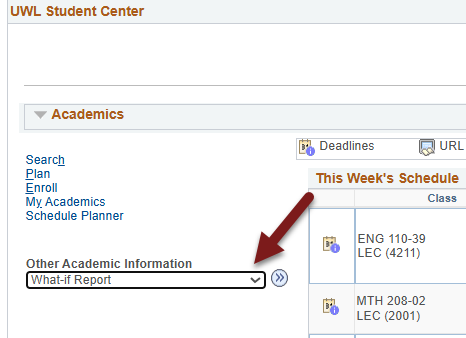 UWL Student Center
Academics
Search
Plan
Enroll
My Academics
Schedule Planner
Other Academic Information
What-if Report
Deadlines
URL
This Week's Schedule
Class
ENG 110-39
LEC (4211)
MTH 208-02
LEC (2001)